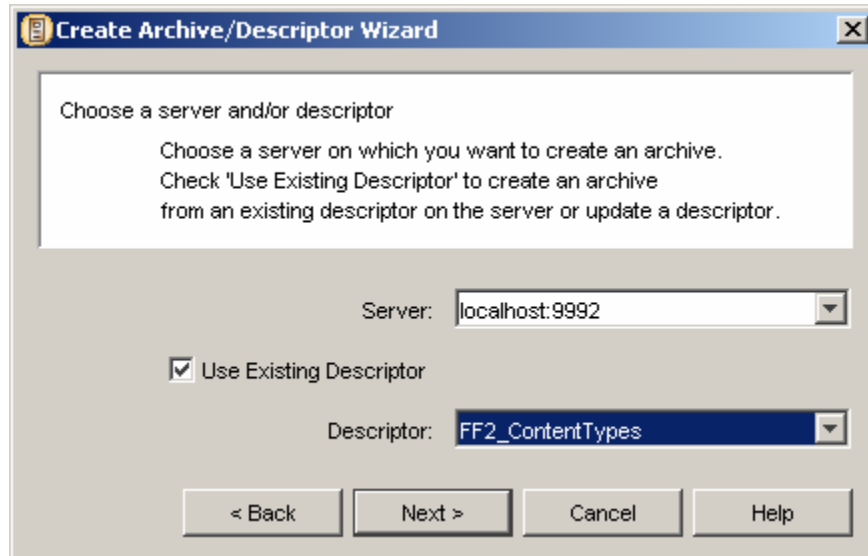 Create Archive/Descriptor Wizard
Choose a server and/or descriptor
Choose a server on which you want to create an archive.
Check 'Use Existing Descriptor' to create an archive
from an existing descriptor on the server or update a descriptor.
Server: localhost:9992
Use Existing Descriptor
Descriptor: FF2_ContentTypes
< Back Next > Cancel Help